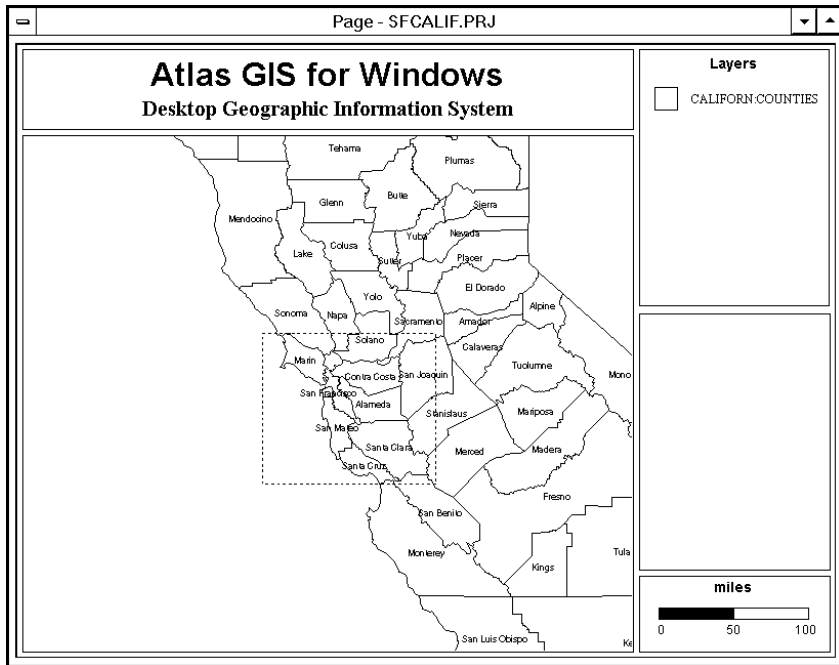 Page - SFCALIF.PRJ
Atlas GIS for Windows
Desktop Geographic Information System
Layers
CALIFORN:COUNTIES
Tehama
Plumas
Glenn
Butte
Sierra
Mendocino
Yuba
Nevada
Lake
Colusa
Sutter
Placer
El Dorado
Yolo
Alpine
Sonoma
Napa
Sacramento
Amador
Solano
Calaveras
Marin
Tuolumne
Contra Costa
San Joaquin
Mono
San Francisco
Alameda
Stanislaus
Mariposa
San Mateo
Santa Clara
Merced
Madera
Santa Cruz
Fresno
San Benito
Monterey
Kings
Tula
San Luis Obispo
Ke
miles
0 50 100